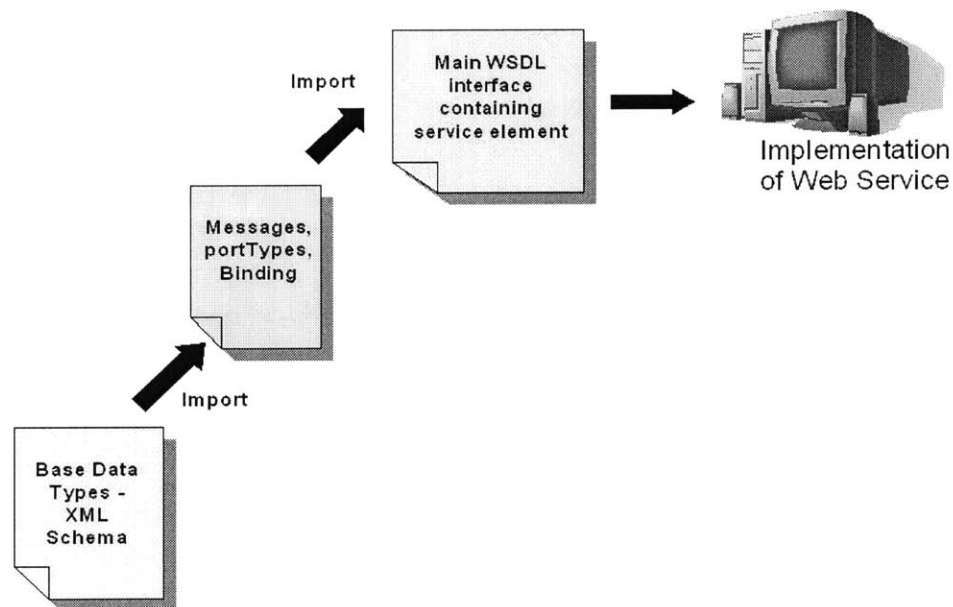 Import
Main WSDL
interface
containing
service element
Implementation
of Web Service
Messages,
portTypes,
Binding
Import
Base Data
Types -
XML
Schema